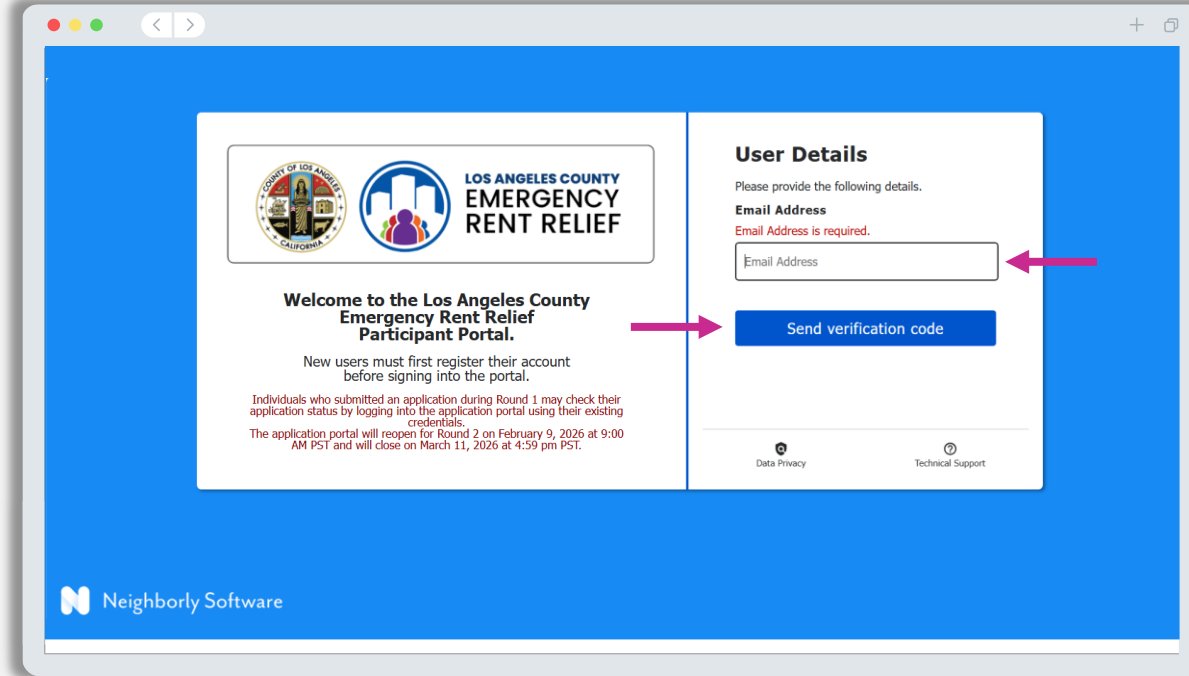 COUNTY OF LOS ANGELES
CALIFORNIA
LOS ANGELES COUNTY
EMERGENCY
RENT RELIEF
Welcome to the Los Angeles County
Emergency Rent Relief
Participant Portal.
New users must first register their account
before signing into the portal.
Individuals who submitted an application during Round 1 may check their
application status by logging into the application portal using their existing
credentials.
The application portal will reopen for Round 2 on February 9, 2026 at 9:00
AM PST and will close on March 11, 2026 at 4:59 pm PST.
User Details
Please provide the following details.
Email Address
Email Address is required.
Email Address
Send verification code
Data Privacy
Technical Support
Neighborly Software